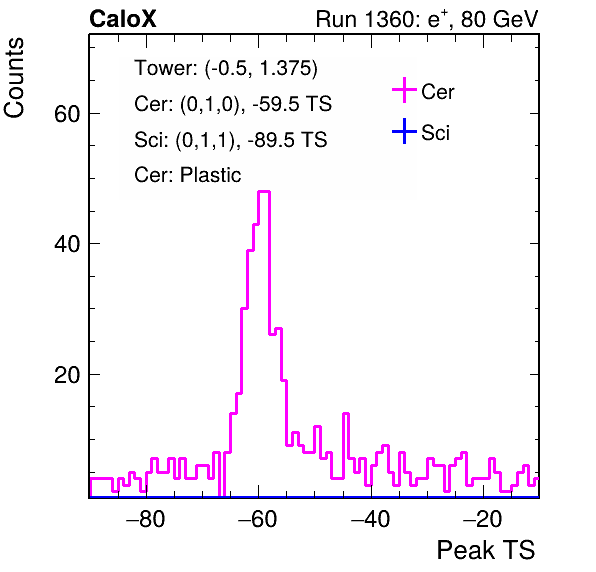 CaloX Run 1360: e⁺, 80 GeV
Counts
Tower: (-0.5, 1.375)
Cer: (0,1,0), -59.5 TS
Sci: (0,1,1), -89.5 TS
Cer: Plastic
Cer
Sci
60
40
20
−80 −60 −40 −20
Peak TS